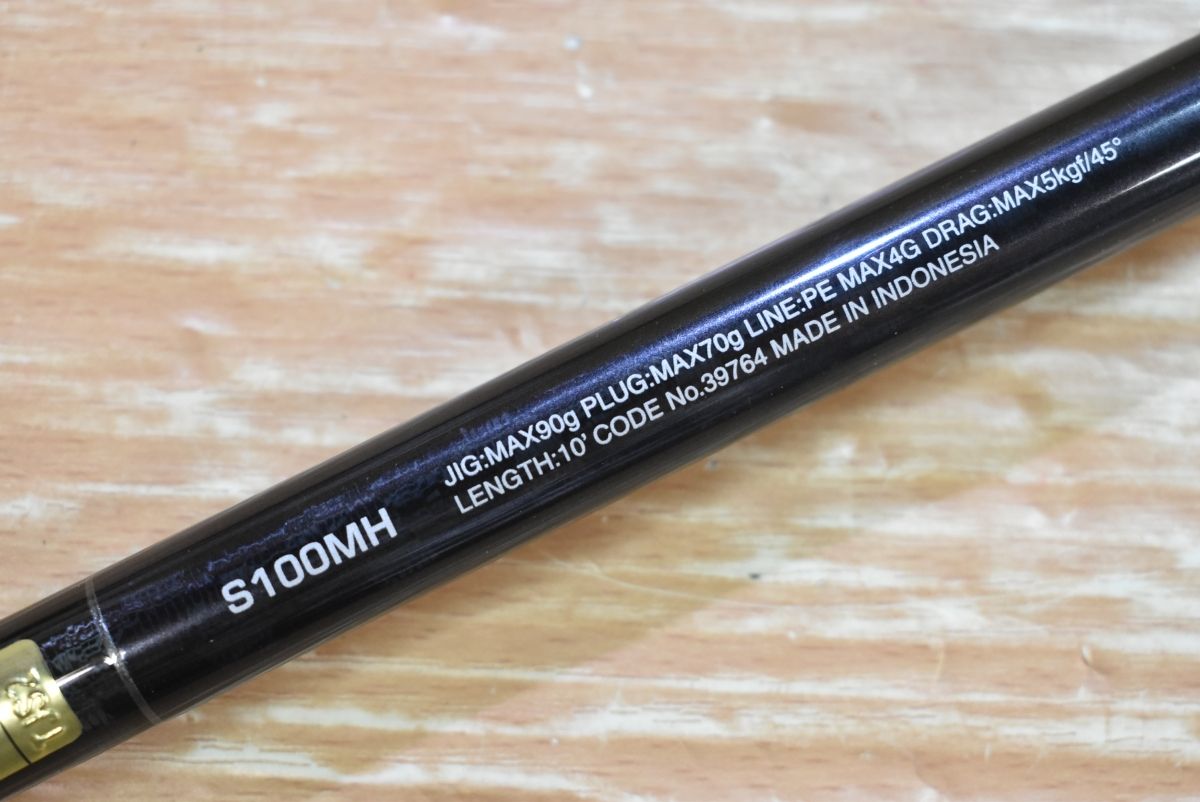 S100MH
JIG:MAX90g PLUG:MAX70g LINE:PE MAX4G DRAG:MAX5kgf/45°
LENGTH:10' CODE No.39764 MADE IN INDONESIA